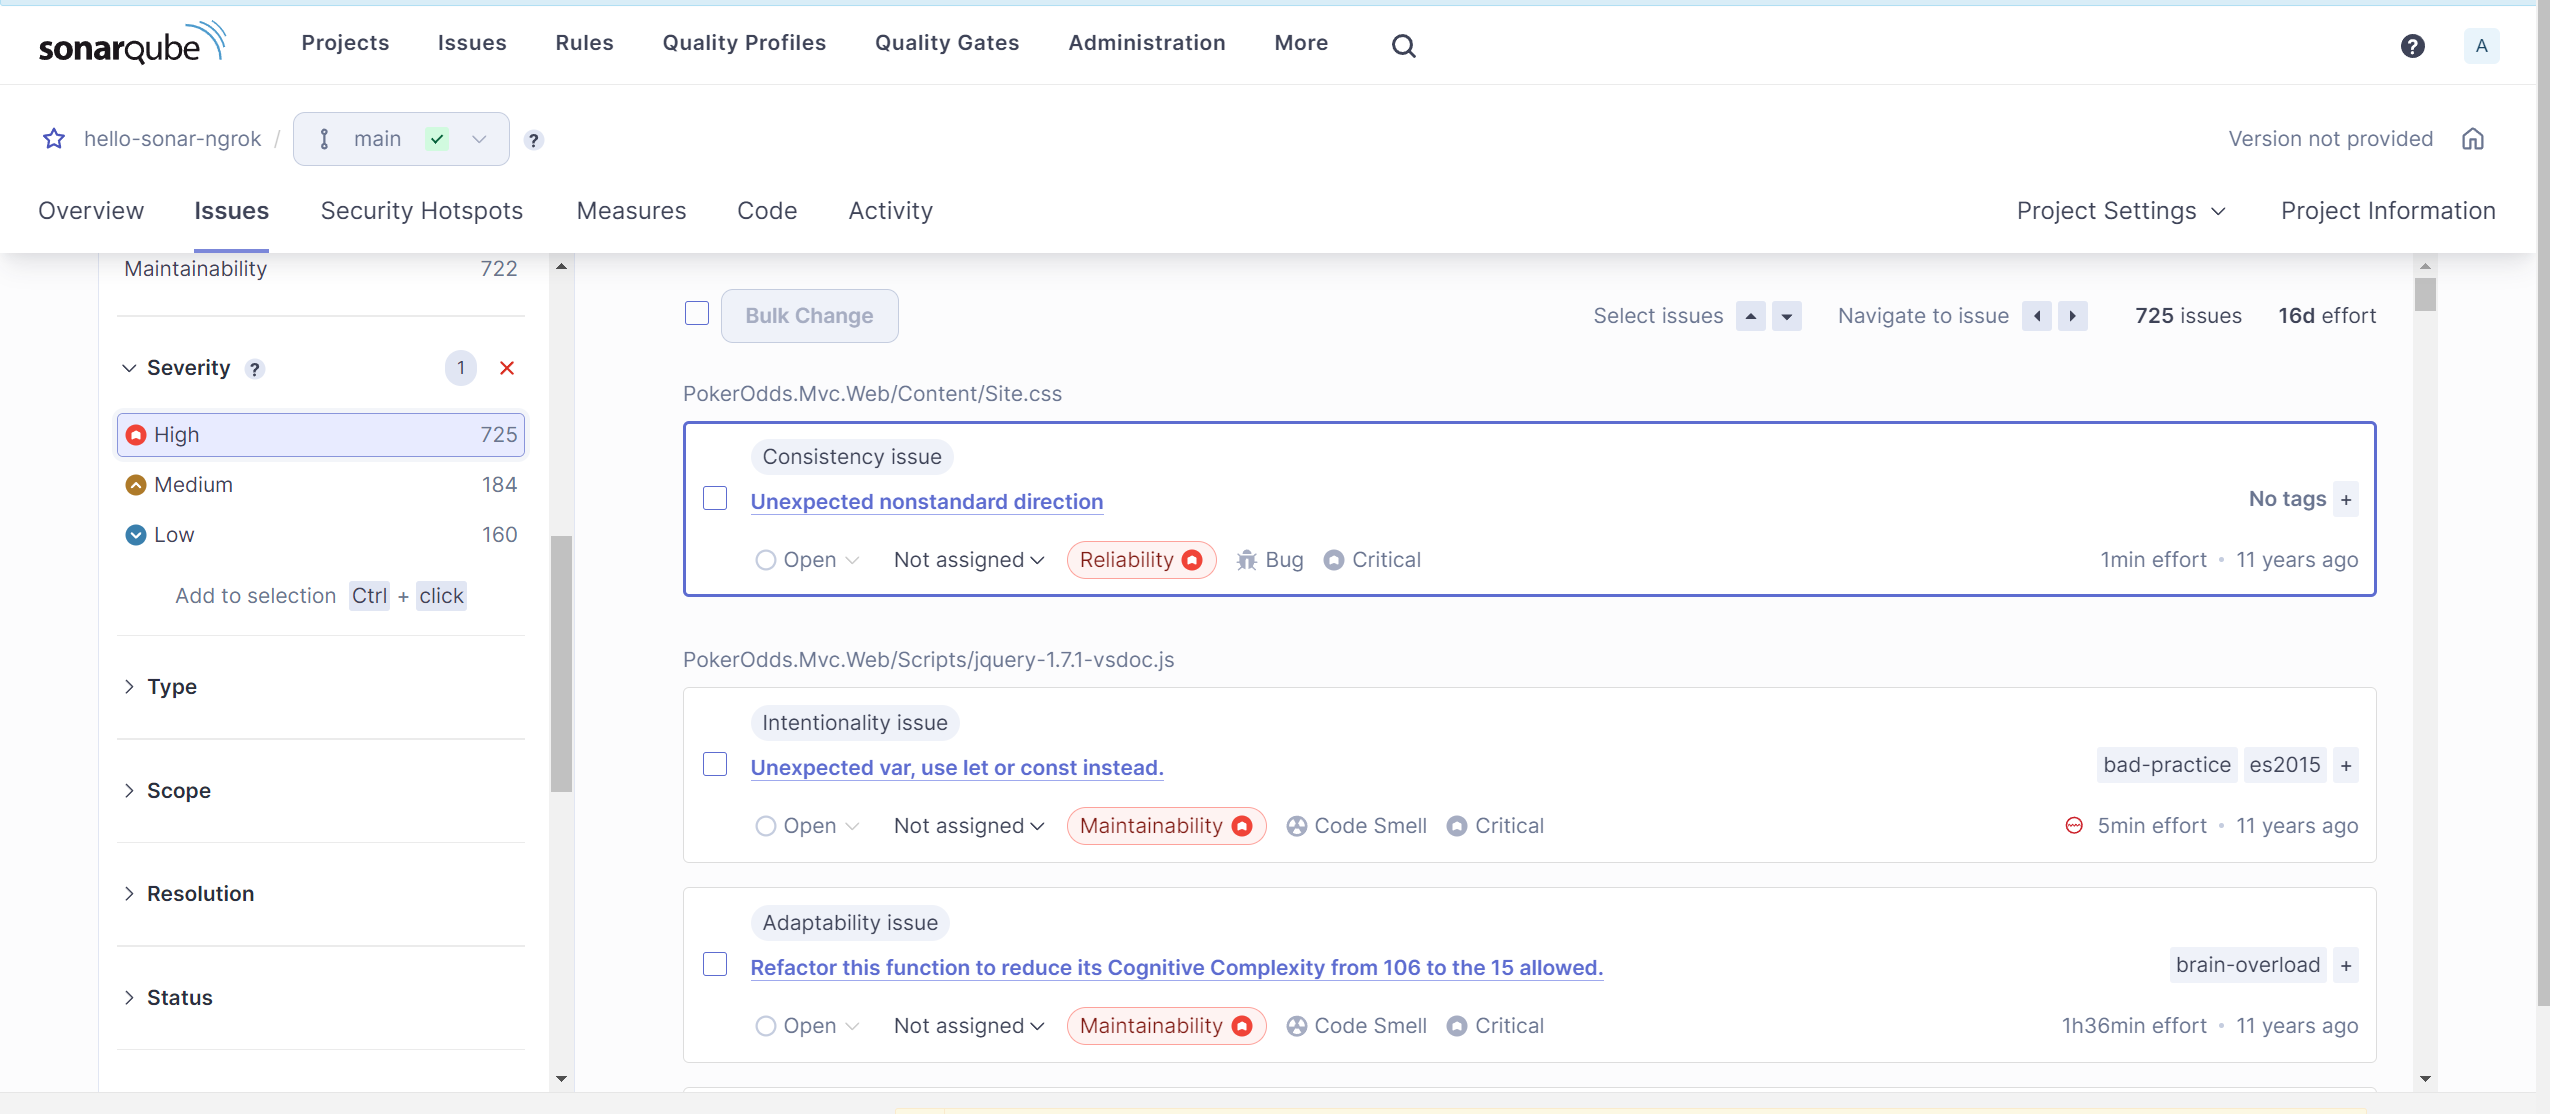 sonarqube Projects Issues Rules Quality Profiles Quality Gates Administration More ? A
hello-sonar-ngrok / main ? Version not provided
Overview Issues Security Hotspots Measures Code Activity Project Settings Project Information
Maintainability 722
Severity ? 1
High 725
Medium 184
Low 160
Add to selection Ctrl + click
Type
Scope
Resolution
Status
Bulk Change Select issues Navigate to issue 725 issues 16d effort
PokerOdds.Mvc.Web/Content/Site.css
Consistency issue
Unexpected nonstandard direction No tags +
Open Not assigned Reliability Bug Critical 1min effort • 11 years ago
PokerOdds.Mvc.Web/Scripts/jquery-1.7.1-vsdoc.js
Intentionality issue
Unexpected var, use let or const instead. bad-practice es2015 +
Open Not assigned Maintainability Code Smell Critical 5min effort • 11 years ago
Adaptability issue
Refactor this function to reduce its Cognitive Complexity from 106 to the 15 allowed. brain-overload +
Open Not assigned Maintainability Code Smell Critical 1h36min effort • 11 years ago